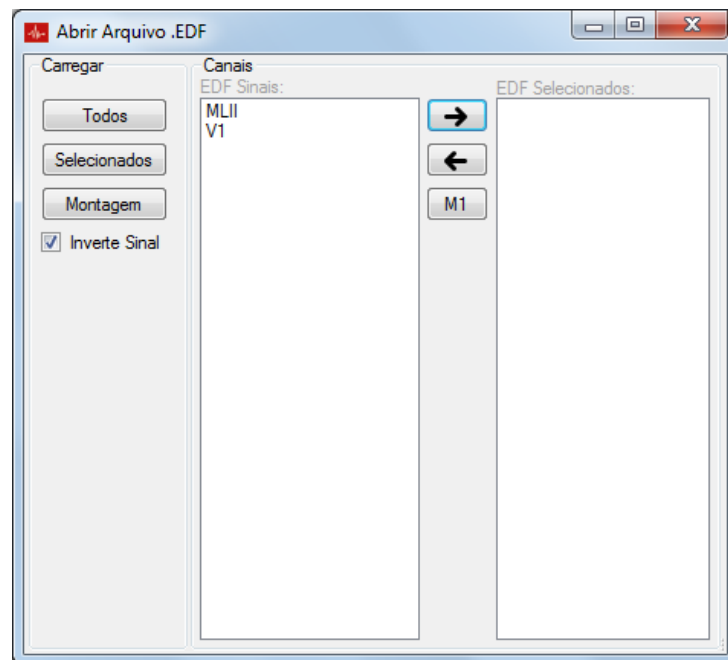 Abrir Arquivo .EDF
Carregar
Todos
Selecionados
Montagem
Inverte Sinal
Canais
EDF Sinais:
MLII
V1
M1
EDF Selecionados: